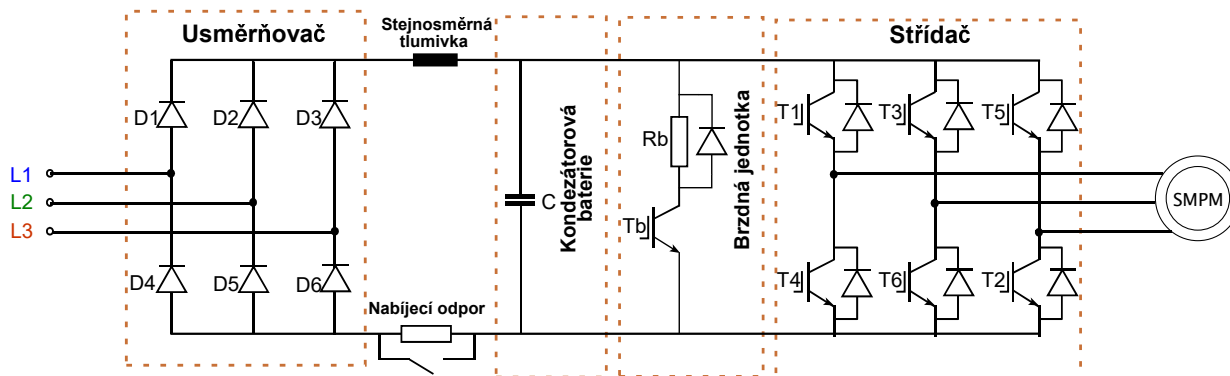 Usměrňovač
Stejnosměrná
tlumivka
Střídač
D1
D2
D3
T1
T3
T5
Rb
L1
L2
L3
C
Kondezátorová
baterie
Tb
Brzdná jednotka
SMPM
D4
D5
D6
T4
T6
T2
Nabíjecí odpor